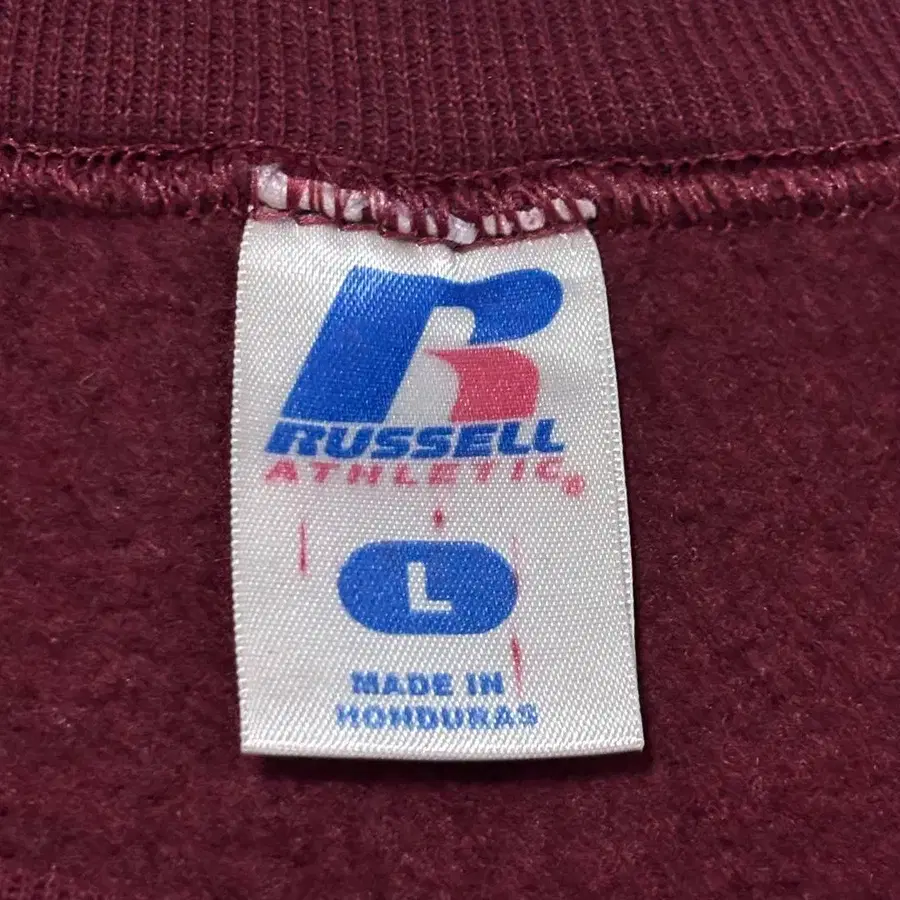 RUSSELL
ATHLETIC®
L
MADE IN
HONDURAS